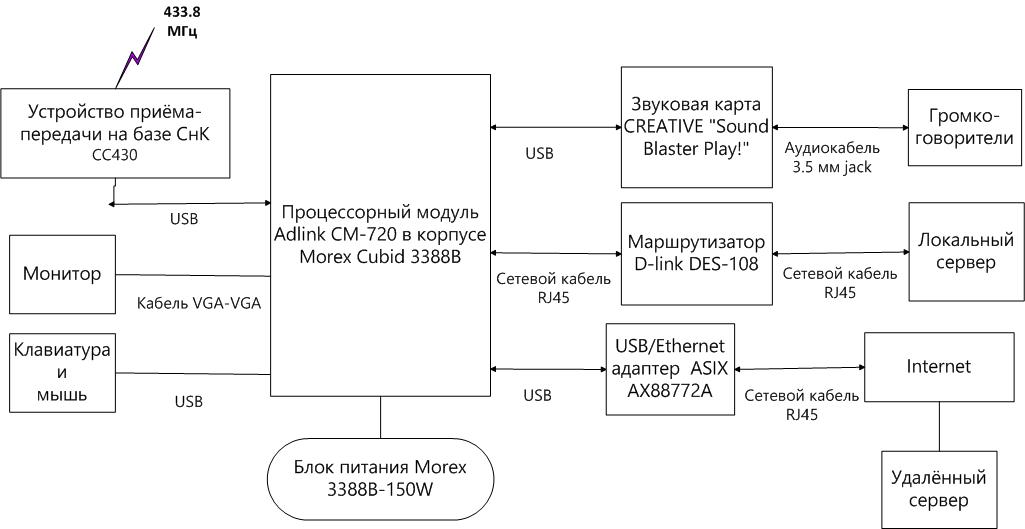 433.8
МГц
Устройство приёма-
передачи на базе СнК
CC430
USB
Монитор
Кабель VGA-VGA
Клавиатура
и
мышь
USB
Процессорный модуль
Adlink CM-720 в корпусе
Morex Cubid 3388B
Блок питания Morex
3388B-150W
USB
Звуковая карта
CREATIVE "Sound
Blaster Play!"
Аудиокабель
3.5 мм jack
Громко-
говорители
Сетевой кабель
RJ45
Маршрутизатор
D-link DES-108
Сетевой кабель
RJ45
Локальный
сервер
USB
USB/Ethernet
адаптер ASIX
AX88772A
Сетевой кабель
RJ45
Internet
Удалённый
сервер